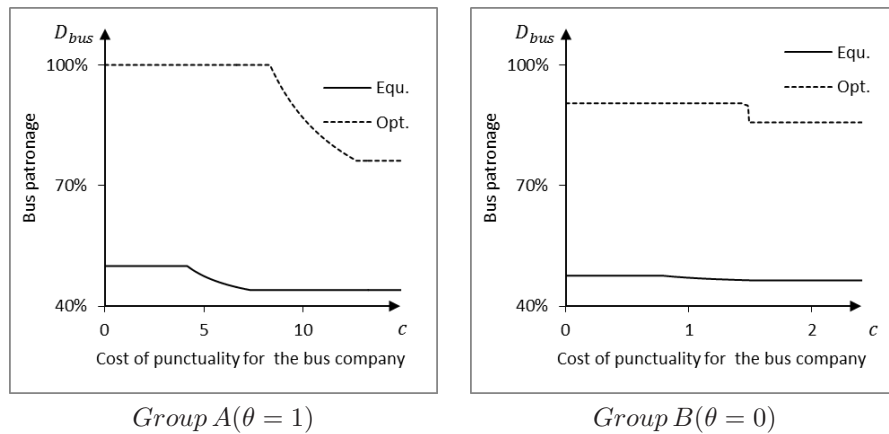 D_bus
100%
70%
40%
Bus patronage
Equ.
Opt.
0
5
10
c
Cost of punctuality for the bus company
Group A(θ = 1)
D_bus
100%
70%
40%
Bus patronage
Equ.
Opt.
0
1
2
c
Cost of punctuality for the bus company
Group B(θ = 0)